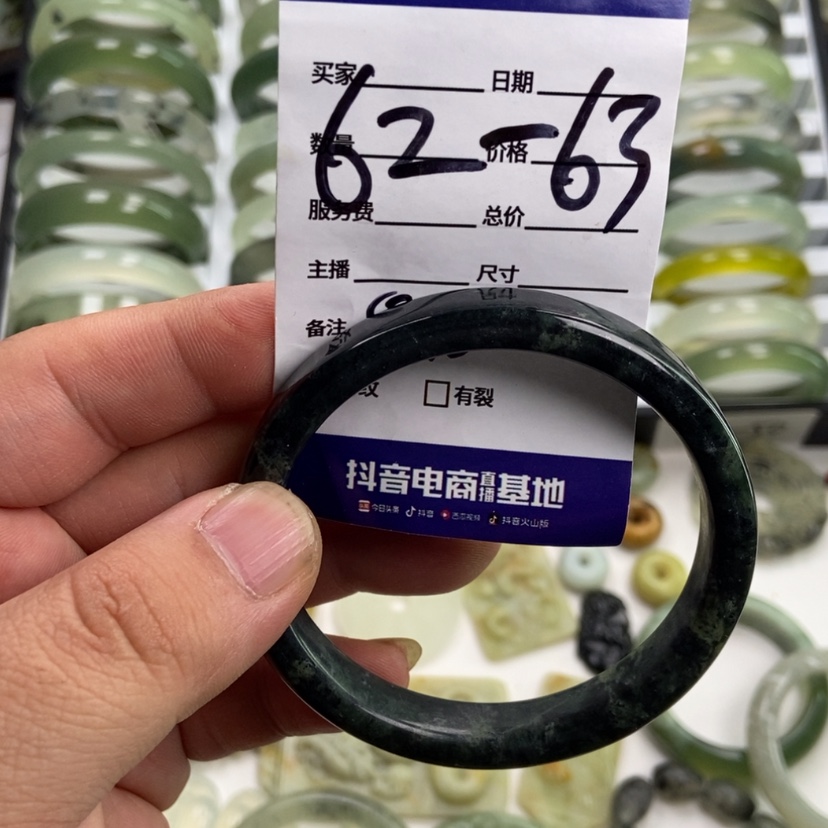 买家 日期
数量 价格
62-63
服务费 总价
主播 尺寸
备注
纹 □有裂
抖音电商直播基地
今日头条 抖音 西瓜视频 抖音火山版